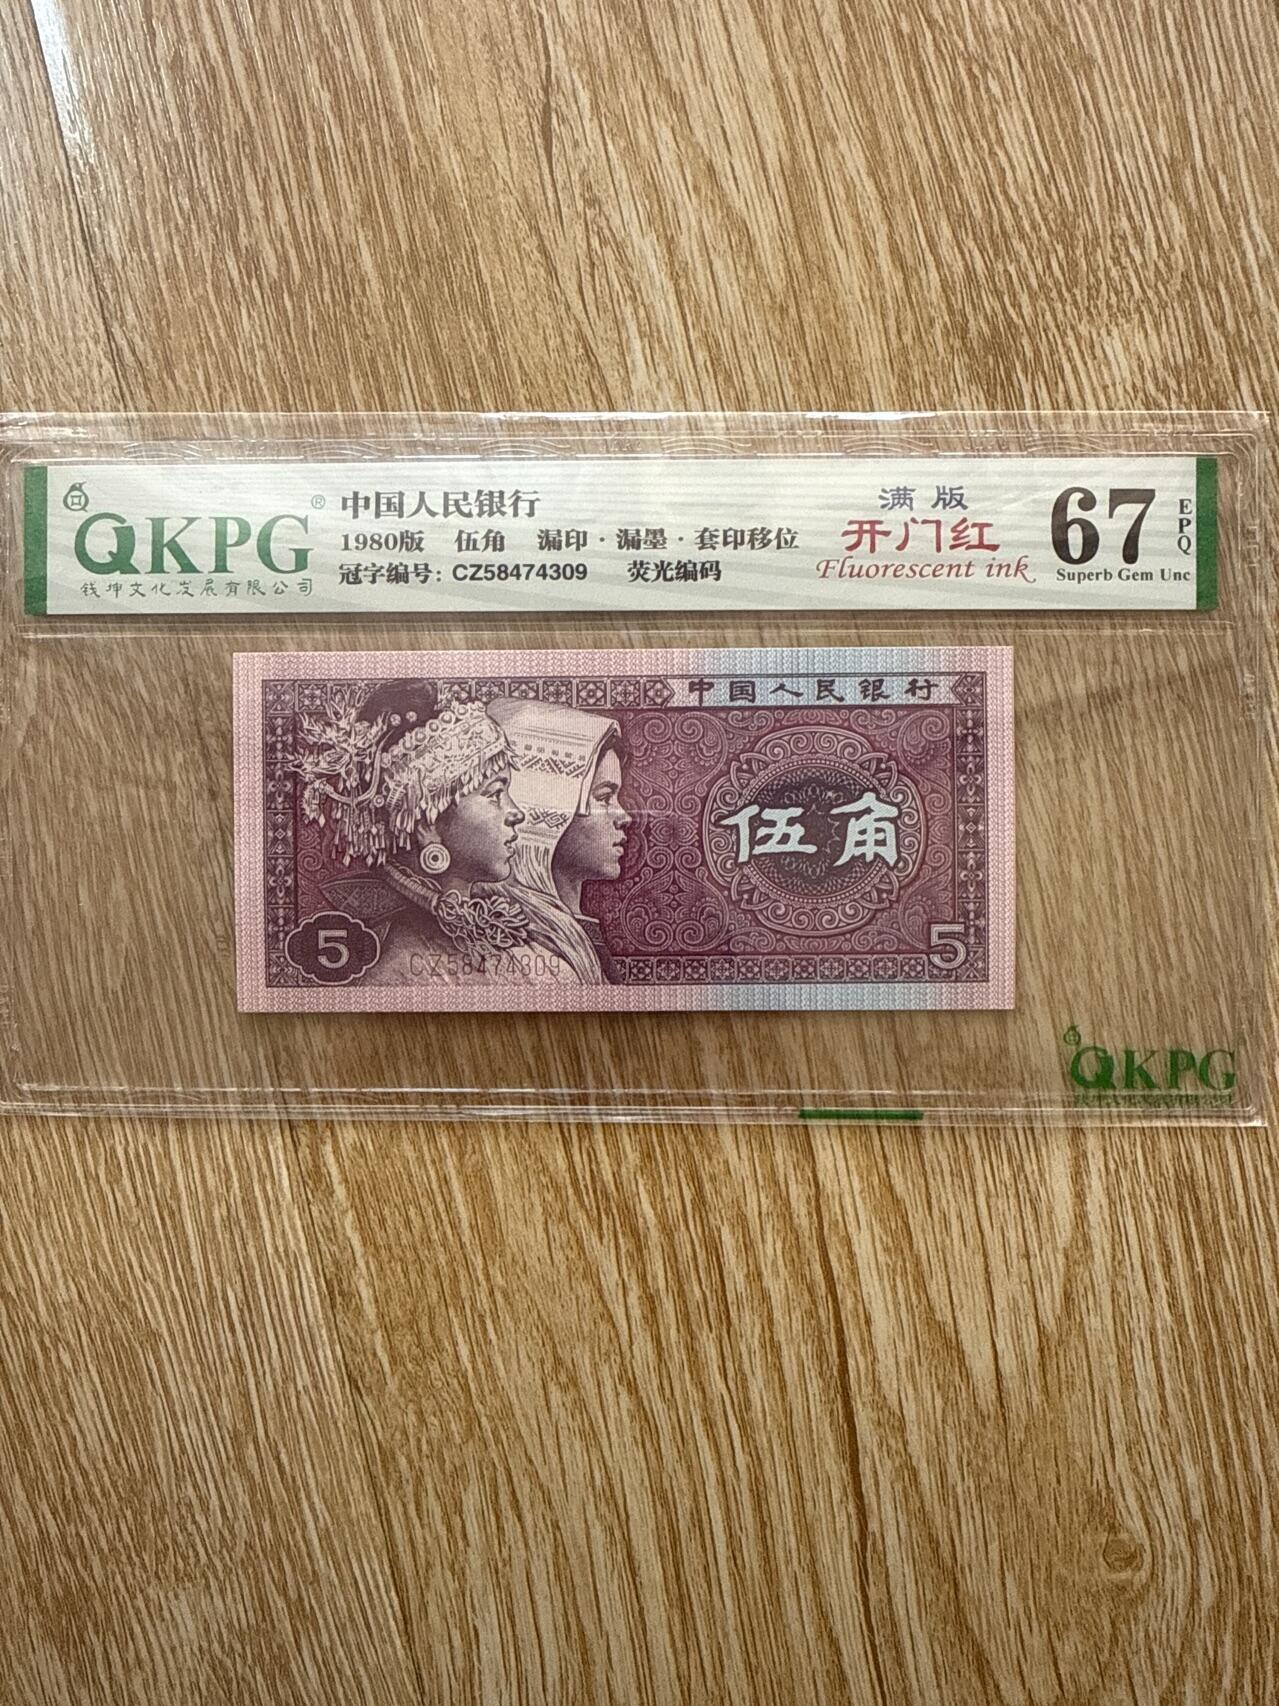 QKPG®
钱坤文化发展有限公司
中国人民银行
1980版 伍角 漏印·漏墨·套印移位
冠字编号: CZ58474309 荧光编码
满版
开门红
Fluorescent ink
67
EPQ
Superb Gem Unc
中国人民银行
伍角
5
CZ58474309
5
QKPG